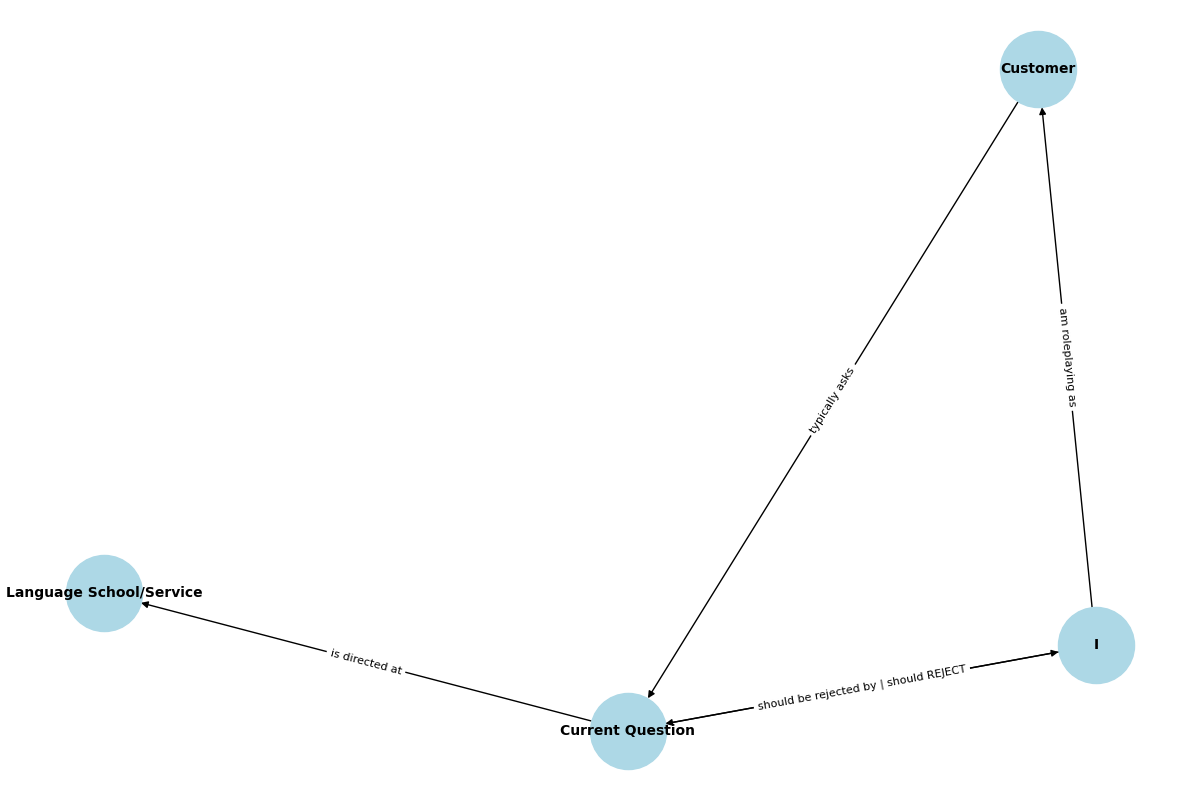 Customer
typically asks
am roleplaying as
Language School/Service
I
is directed at
should be rejected by | should REJECT
Current Question